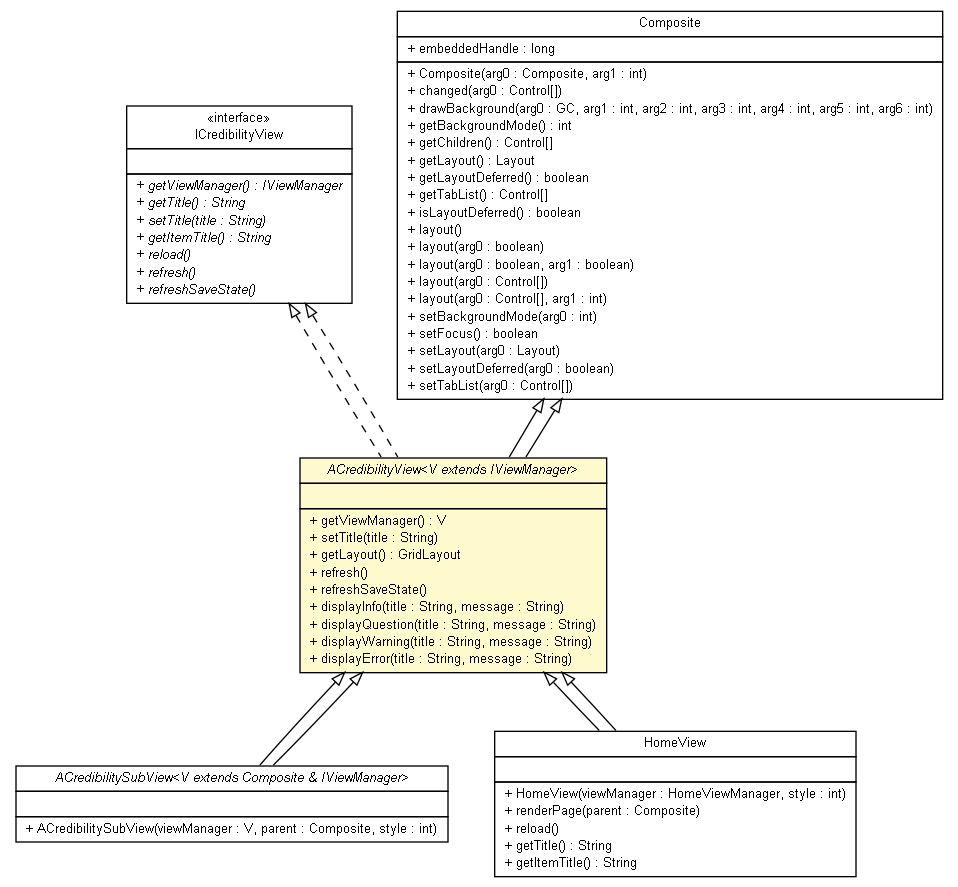 Composite
+ embeddedHandle : long
+ Composite(arg0 : Composite, arg1 : int)
+ changed(arg0 : Control[])
+ drawBackground(arg0 : GC, arg1 : int, arg2 : int, arg3 : int, arg4 : int, arg5 : int, arg6 : int)
+ getBackgroundMode() : int
+ getChildren() : Control[]
+ getLayout() : Layout
+ getLayoutDeferred() : boolean
+ getTabList() : Control[]
+ isLayoutDeferred() : boolean
+ layout()
+ layout(arg0 : boolean)
+ layout(arg0 : boolean, arg1 : boolean)
+ layout(arg0 : Control[])
+ layout(arg0 : Control[], arg1 : int)
+ setBackgroundMode(arg0 : int)
+ setFocus() : boolean
+ setLayout(arg0 : Layout)
+ setLayoutDeferred(arg0 : boolean)
+ setTabList(arg0 : Control[])
«interface»
ICredibilityView
+ getViewManager() : IViewManager
+ getTitle() : String
+ setTitle(title : String)
+ getItemTitle() : String
+ reload()
+ refresh()
+ refreshSaveState()
ACredibilityView<V extends IViewManager>
+ getViewManager() : V
+ setTitle(title : String)
+ getLayout() : GridLayout
+ refresh()
+ refreshSaveState()
+ displayInfo(title : String, message : String)
+ displayQuestion(title : String, message : String)
+ displayWarning(title : String, message : String)
+ displayError(title : String, message : String)
ACredibilitySubView<V extends Composite & IViewManager>
+ ACredibilitySubView(viewManager : V, parent : Composite, style : int)
HomeView
+ HomeView(viewManager : HomeViewManager, style : int)
+ renderPage(parent : Composite)
+ reload()
+ getTitle() : String
+ getItemTitle() : String